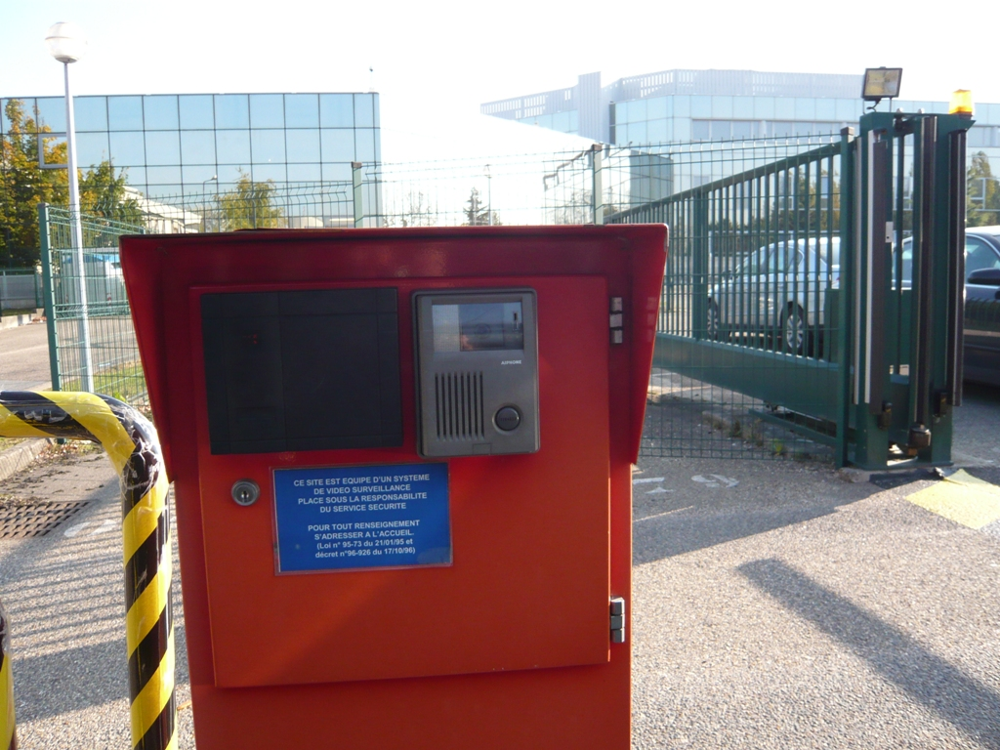 AIPHONE
CE SITE EST EQUIPE D'UN SYSTEME
DE VIDEO SURVEILLANCE
PLACE SOUS LA RESPONSABILITE
DU SERVICE SECURITE
POUR TOUT RENSEIGNEMENT
S'ADRESSER A L'ACCUEIL.
(Loi n° 95-73 du 21/01/95 et
décret n°96-926 du 17/10/96)